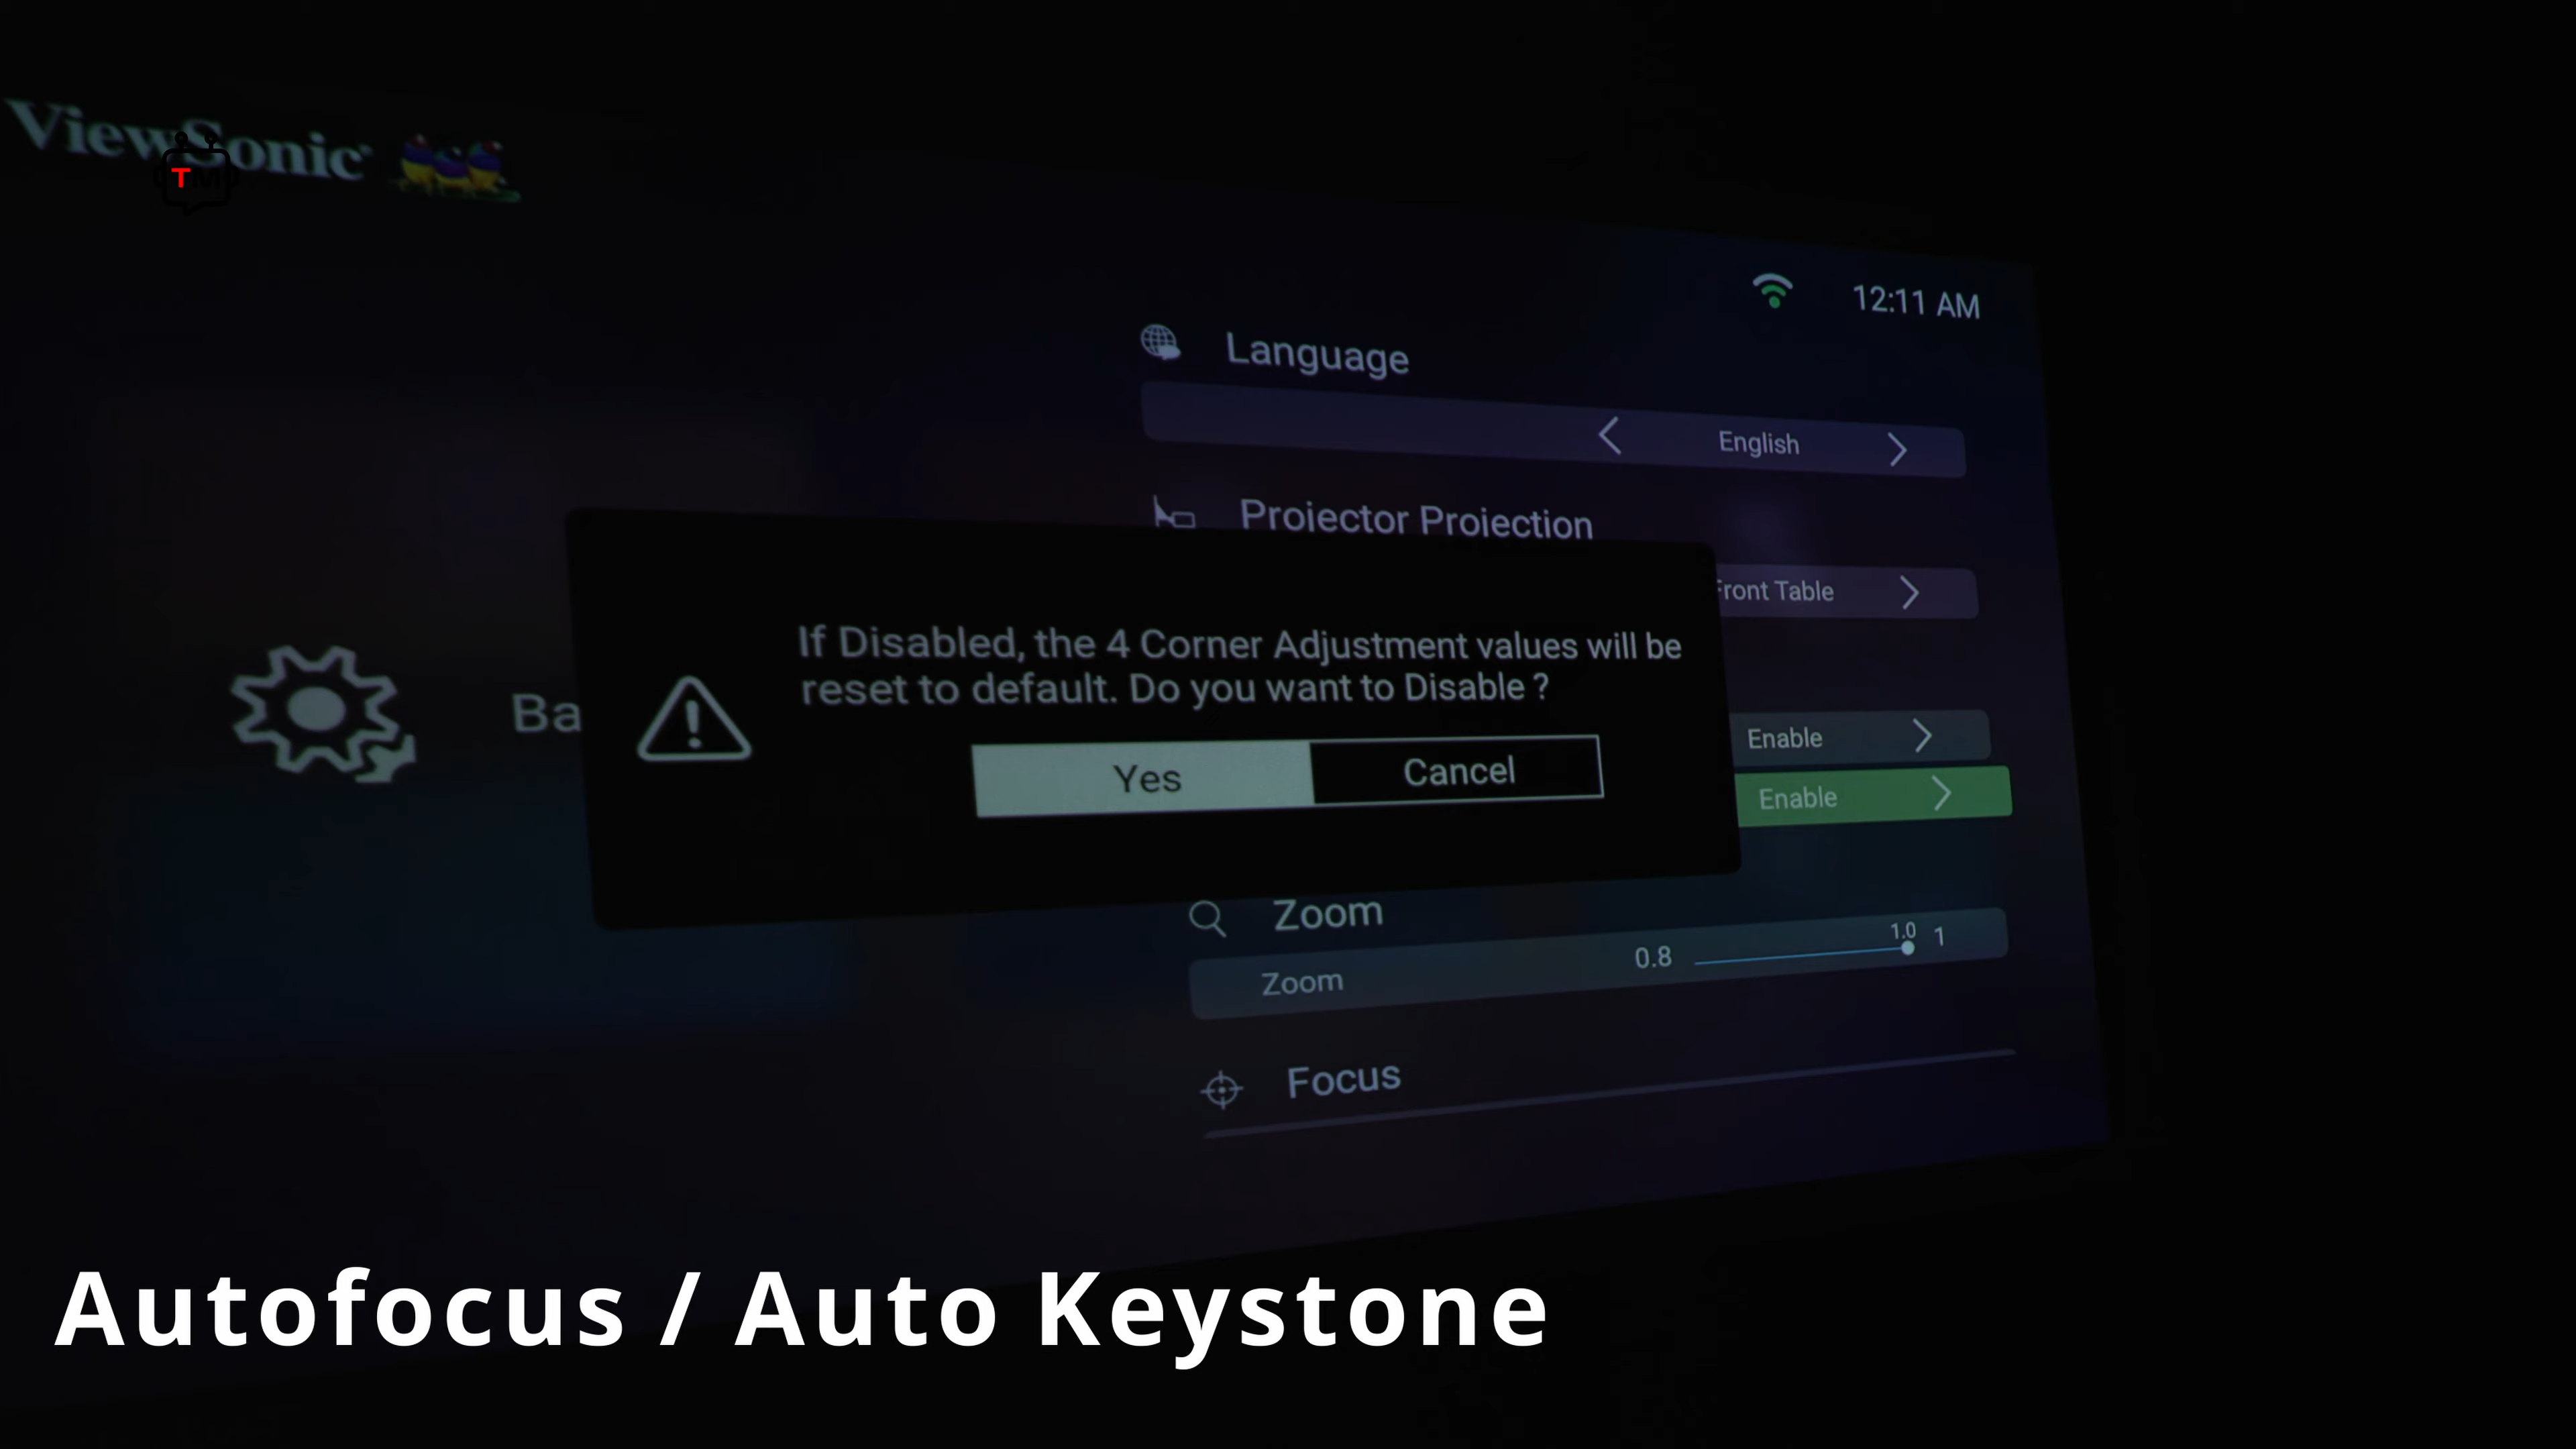 ViewSonic
TM
12:11 AM
Language
English
Projector Projection
Front Table
If Disabled, the 4 Corner Adjustment values will be
reset to default. Do you want to Disable ?
Yes
Cancel
Ba
Enable
Enable
Zoom
Zoom
0.8
1.0
1
Focus
Autofocus / Auto Keystone